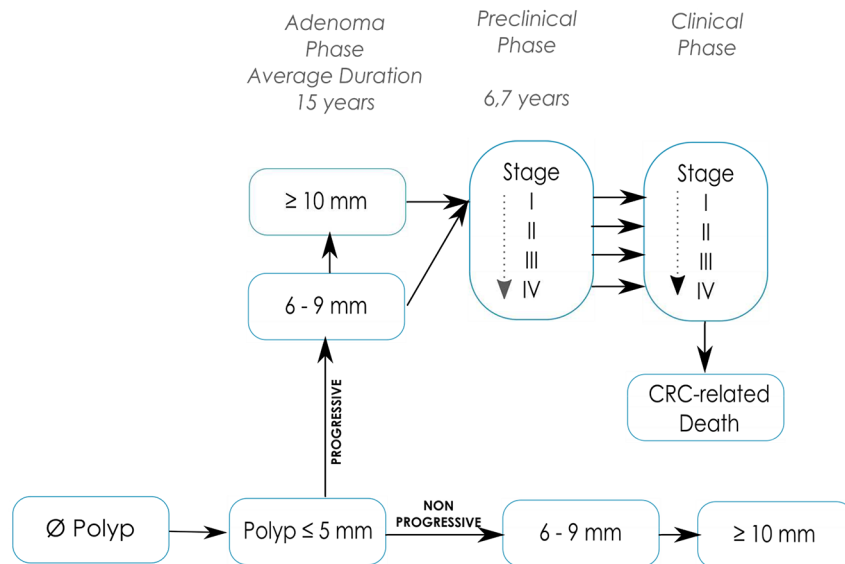 Adenoma
Phase
Average Duration
15 years
Preclinical
Phase
6,7 years
Clinical
Phase
≥ 10 mm
6 - 9 mm
Stage
I
II
III
IV
Stage
I
II
III
IV
CRC-related
Death
PROGRESSIVE
Ø Polyp
Polyp ≤ 5 mm
NON
PROGRESSIVE
6 - 9 mm
≥ 10 mm